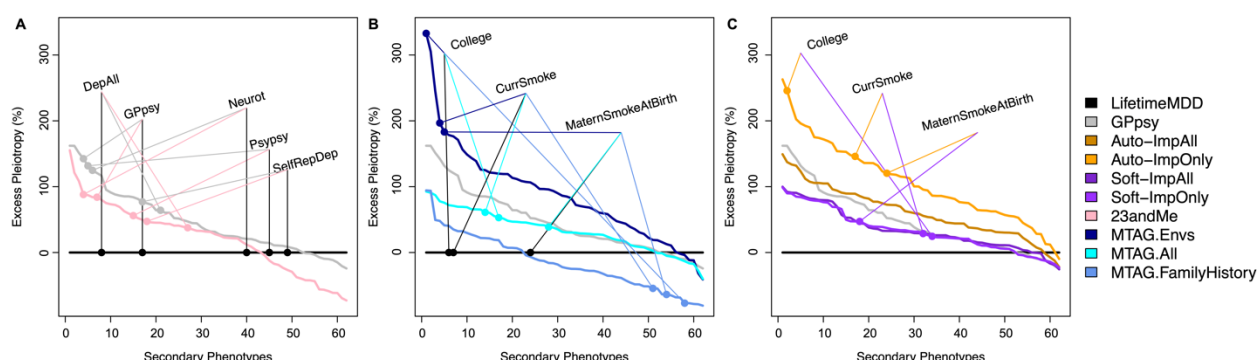 A
Excess Pleiotropy (%)
0 100 200 300
DepAll
GPpsy
Neurot
Psypsy
SelfRepDep
0 10 20 30 40 50 60
Secondary Phenotypes
B
Excess Pleiotropy (%)
0 100 200 300
College
CurrSmoke
MaternSmokeAtBirth
0 10 20 30 40 50 60
Secondary Phenotypes
C
Excess Pleiotropy (%)
0 100 200 300
College
CurrSmoke
MaternSmokeAtBirth
0 10 20 30 40 50 60
Secondary Phenotypes
LifetimeMDD
GPpsy
Auto-ImpAll
Auto-ImpOnly
Soft-ImpAll
Soft-ImpOnly
23andMe
MTAG.Envs
MTAG.All
MTAG.FamilyHistory